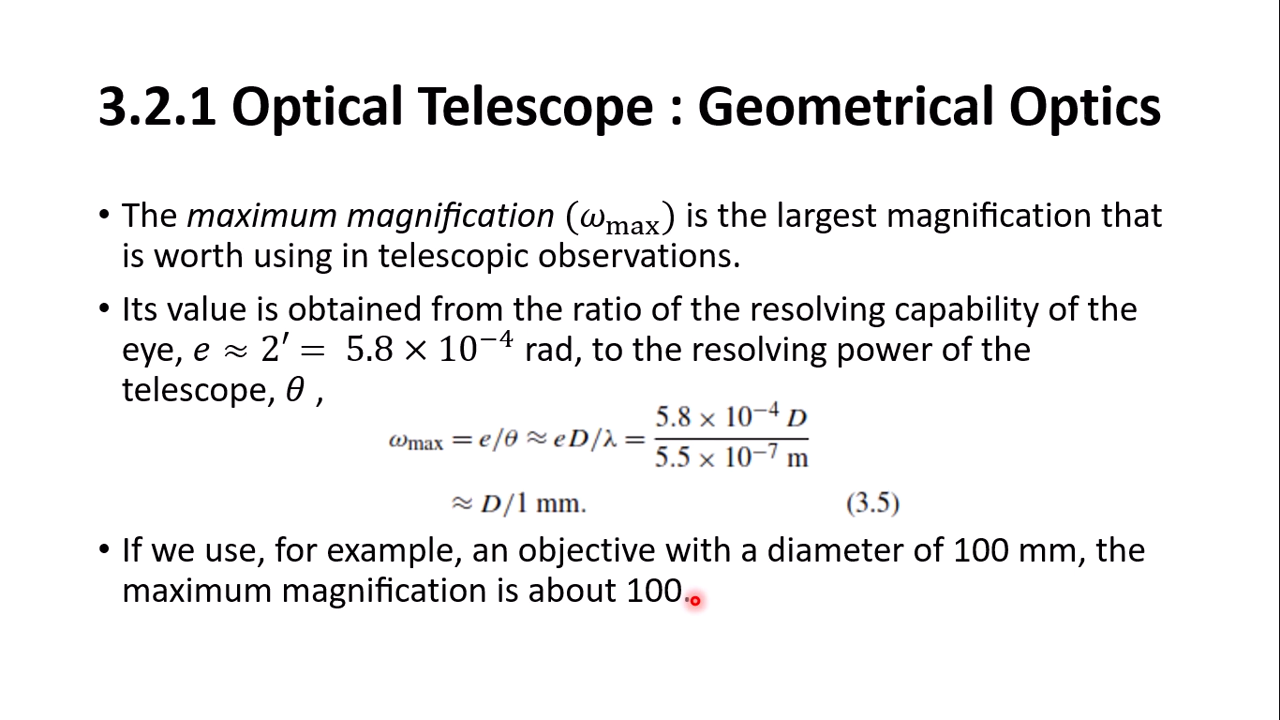 3.2.1 Optical Telescope : Geometrical Optics
• The maximum magnification (ω_max) is the largest magnification that
is worth using in telescopic observations.
• Its value is obtained from the ratio of the resolving capability of the
eye, e ≈ 2′ = 5.8 × 10⁻⁴ rad, to the resolving power of the
telescope, θ ,
ω_max = e/θ ≈ eD/λ = (5.8 × 10⁻⁴ D)/(5.5 × 10⁻⁷ m)
≈ D/1 mm. (3.5)
• If we use, for example, an objective with a diameter of 100 mm, the
maximum magnification is about 100.